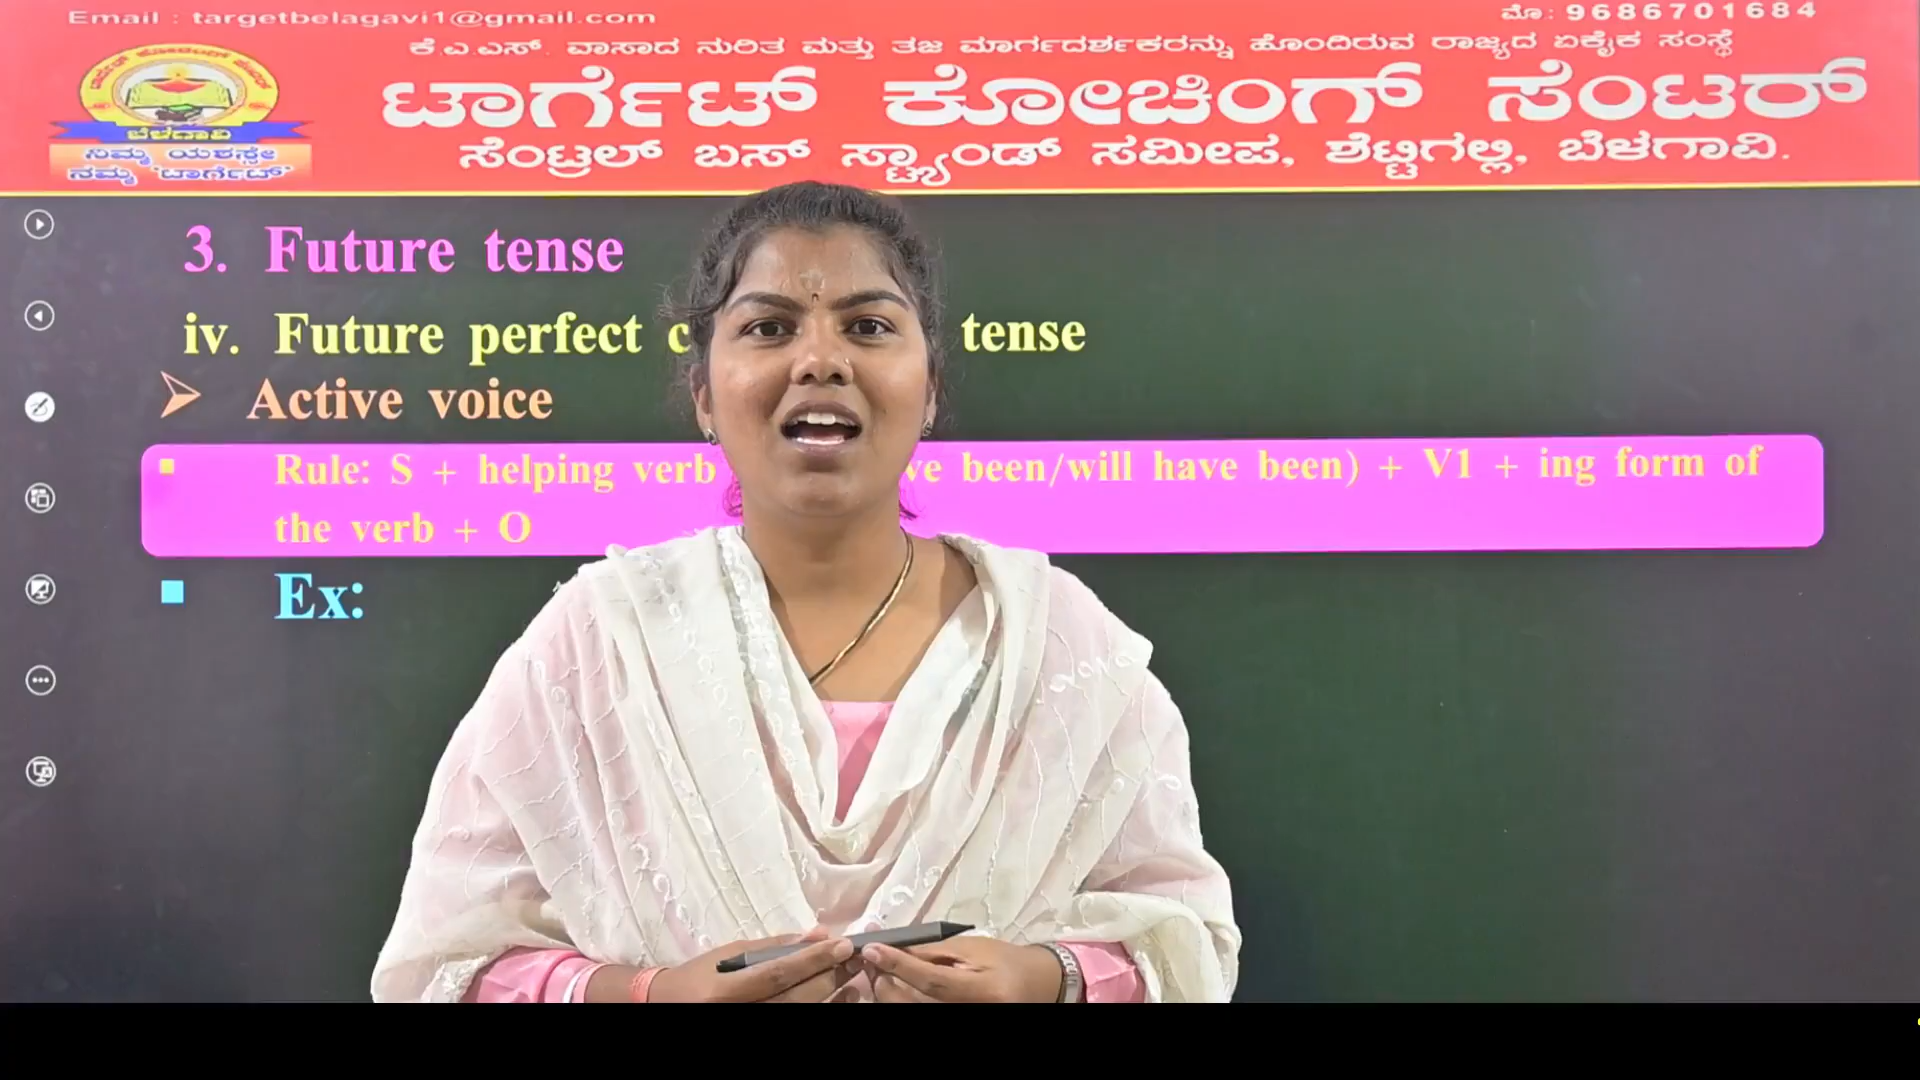 Email : targetbelagavi1@gmail.com
ಮೊ: 9686701684
ಕೆ.ಎ.ಎಸ್. ಪಾಸಾದ ನುರಿತ ಮತ್ತು ತಜ್ಞ ಮಾರ್ಗದರ್ಶಕರನ್ನು ಹೊಂದಿರುವ ರಾಜ್ಯದ ಏಕೈಕ ಸಂಸ್ಥೆ
ಟಾರ್ಗೆಟ್ ಕೋಚಿಂಗ್ ಸೆಂಟರ್
ಸೆಂಟ್ರಲ್ ಬಸ್ ಸ್ಟ್ಯಾಂಡ್ ಸಮೀಪ, ಶೆಟ್ಟಿಗಲ್ಲಿ, ಬೆಳಗಾವಿ.
ಬೆಳಗಾವಿ
ನಿಮ್ಮ ಯಶಸ್ಸೇ
ನಮ್ಮ 'ಟಾರ್ಗೆಟ್'
3. Future tense
iv. Future perfect c tense
Active voice
Rule: S + helping verb ve been/will have been) + V1 + ing form of
the verb + O
Ex: